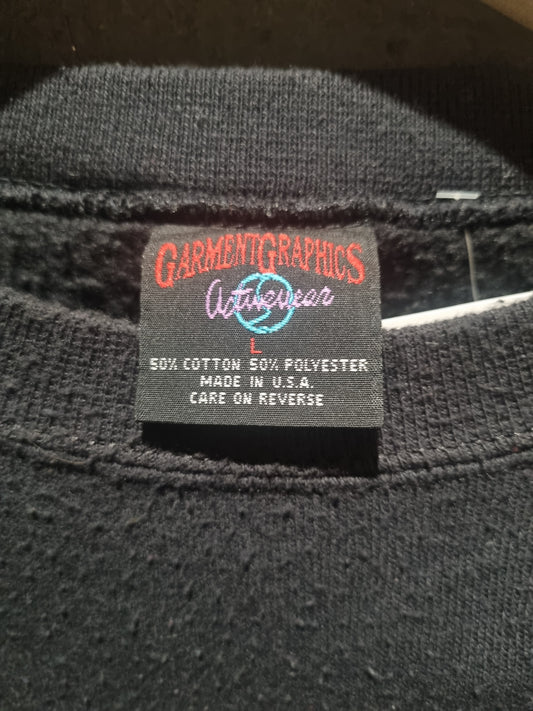 GARMENTGRAPHICS
Activewear
L
50% COTTON 50% POLYESTER
MADE IN U.S.A.
CARE ON REVERSE